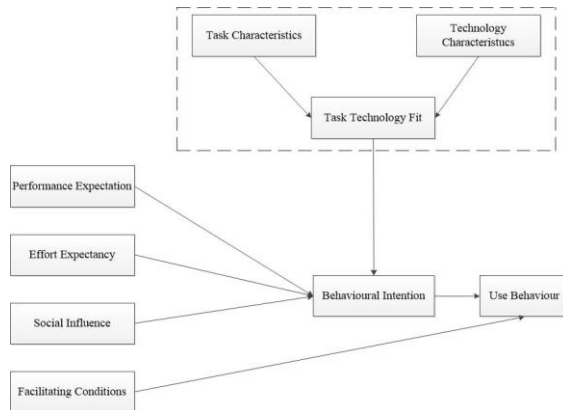 Task Characteristics
Technology
Characteristucs
Task Technology Fit
Performance Expectation
Effort Expectancy
Behavioural Intention
Use Behaviour
Social Influence
Facilitating Conditions